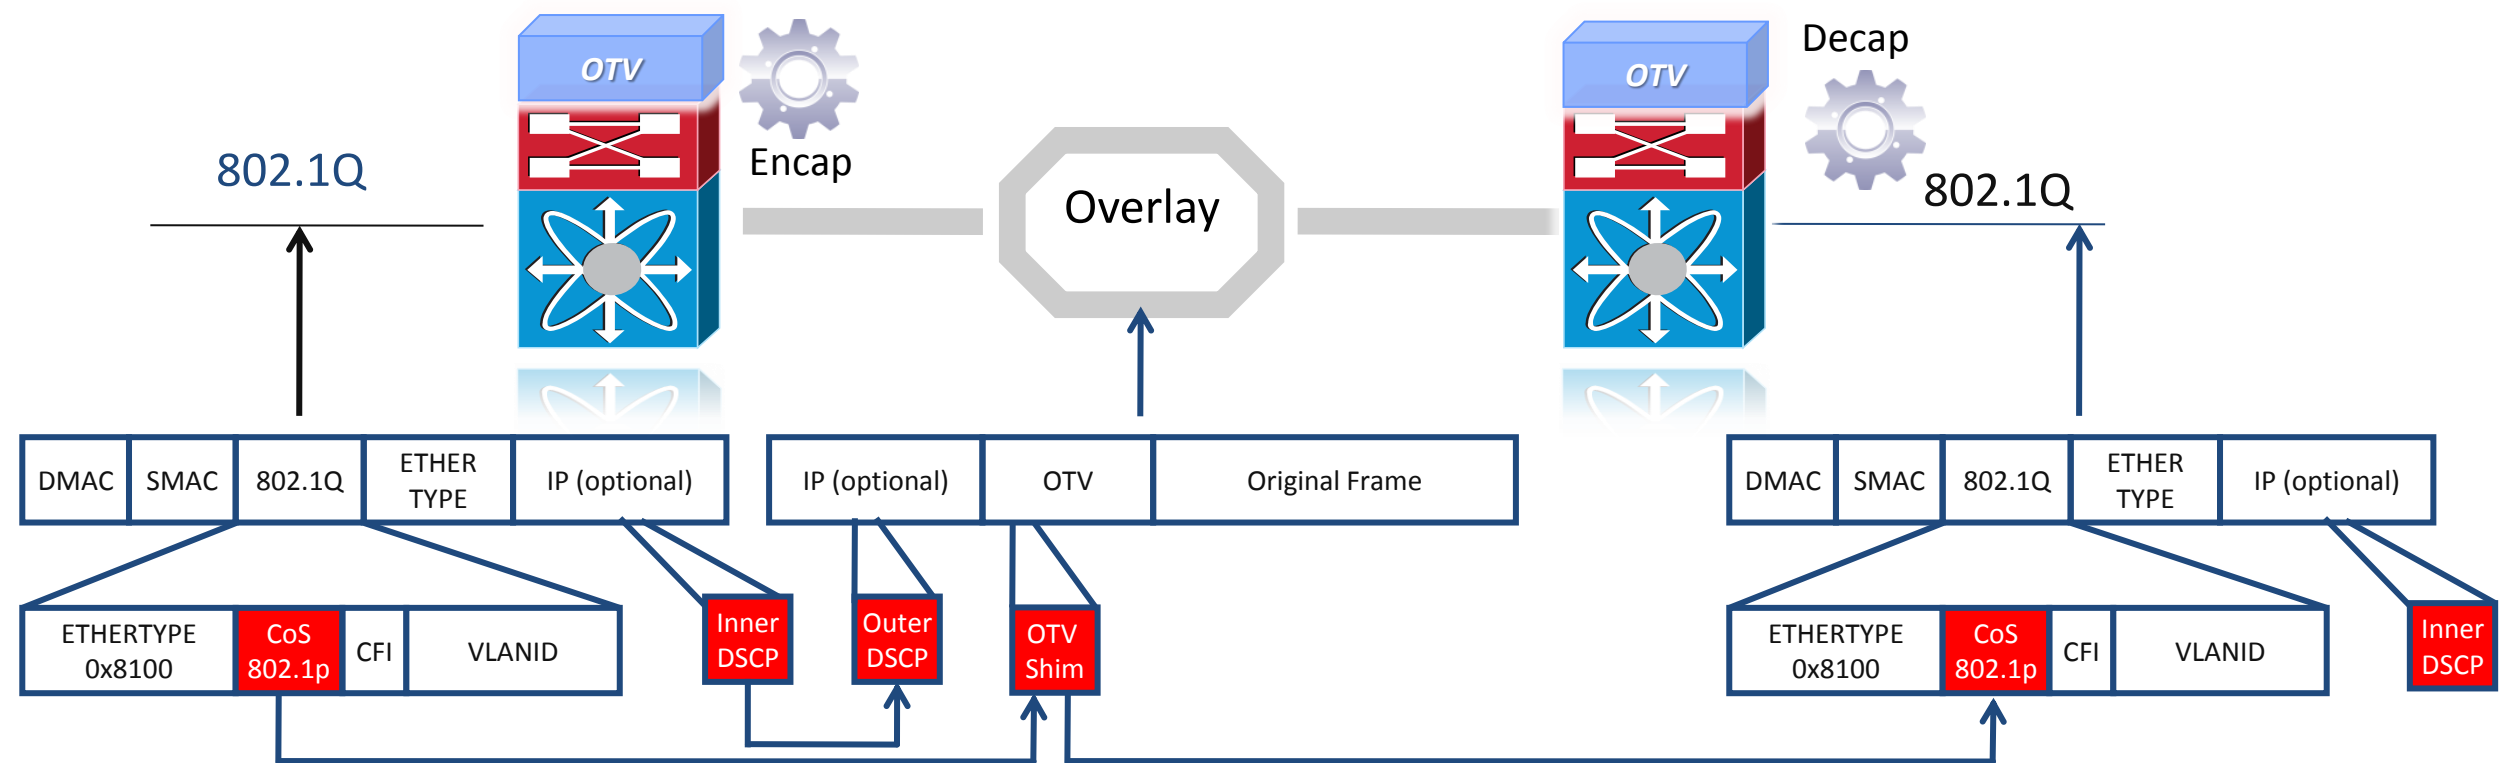 OTV
Encap
802.1Q
Overlay
OTV
Decap
802.1Q
DMAC
SMAC
802.1Q
ETHER
TYPE
IP (optional)
IP (optional)
OTV
Original Frame
DMAC
SMAC
802.1Q
ETHER
TYPE
IP (optional)
ETHERTYPE
0x8100
CoS
802.1p
CFI
VLANID
Inner
DSCP
Outer
DSCP
OTV
Shim
ETHERTYPE
0x8100
CoS
802.1p
CFI
VLANID
Inner
DSCP